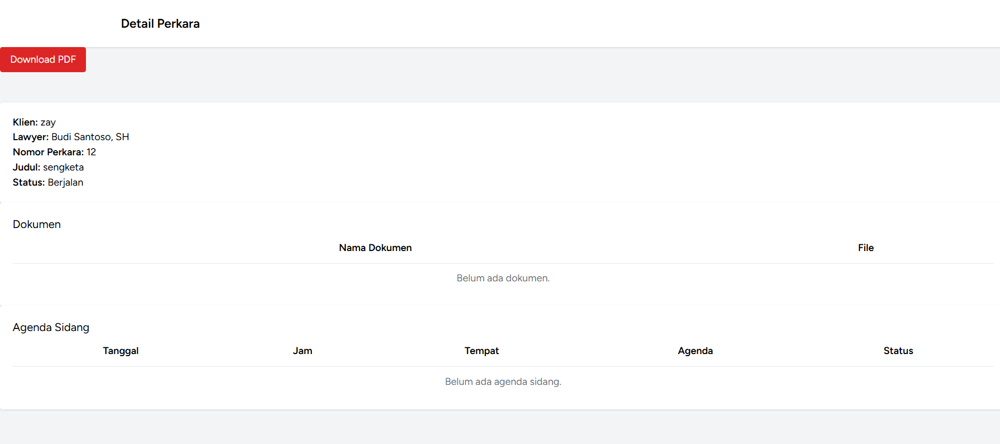 Detail Perkara
Download PDF
Klien: zay
Lawyer: Budi Santoso, SH
Nomor Perkara: 12
Judul: sengketa
Status: Berjalan
Dokumen
Nama Dokumen File
Belum ada dokumen.
Agenda Sidang
Tanggal Jam Tempat Agenda Status
Belum ada agenda sidang.